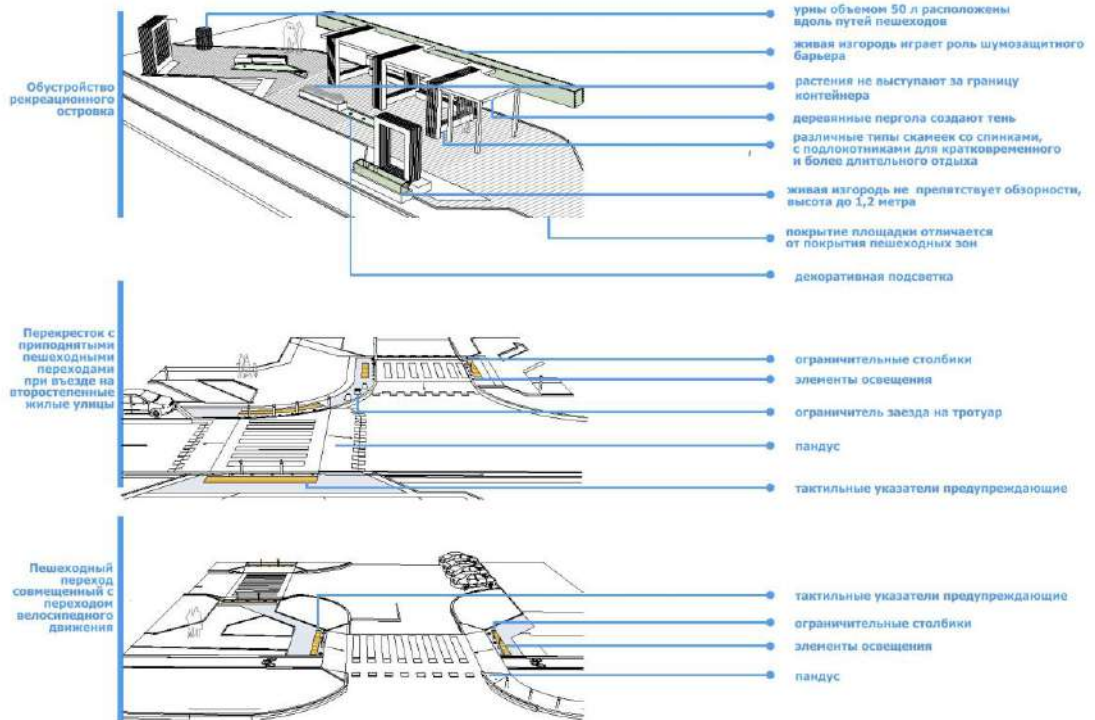 Обустройство
рекреационного
островка
урны объемом 50 л расположены
вдоль путей пешеходов
живая изгородь играет роль шумозащитного
барьера
растения не выступают за границу
контейнера
деревянные пергола создают тень
различные типы скамеек со спинками,
с подлокотниками для кратковременного
и более длительного отдыха
живая изгородь не препятствует обзорности,
высота до 1,2 метра
покрытие площадки отличается
от покрытия пешеходных зон
декоративная подсветка
Перекресток с
приподнятыми
пешеходными
переходами
при въезде на
второстепенные
жилые улицы
ограничительные столбики
элементы освещения
ограничитель заезда на тротуар
пандус
тактильные указатели предупреждающие
Пешеходный
переход
совмещенный с
переходом
велосипедного
движения
тактильные указатели предупреждающие
ограничительные столбики
элементы освещения
пандус